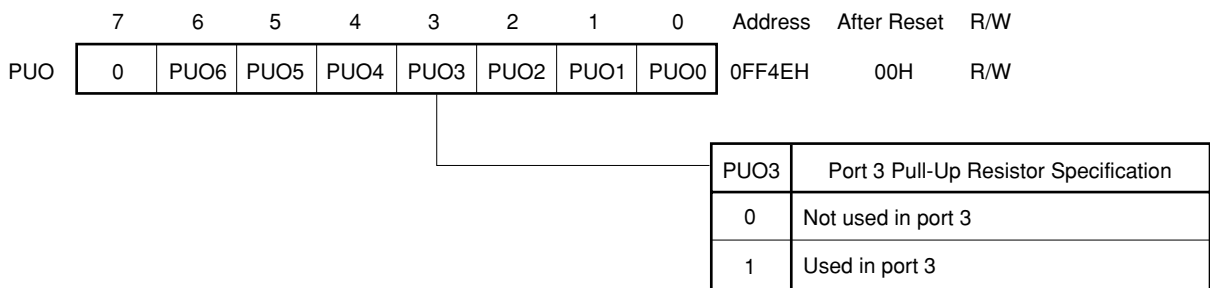 7 6 5 4 3 2 1 0 Address After Reset R/W
PUO 0 PUO6 PUO5 PUO4 PUO3 PUO2 PUO1 PUO0 0FF4EH 00H R/W
PUO3 Port 3 Pull-Up Resistor Specification
0 Not used in port 3
1 Used in port 3